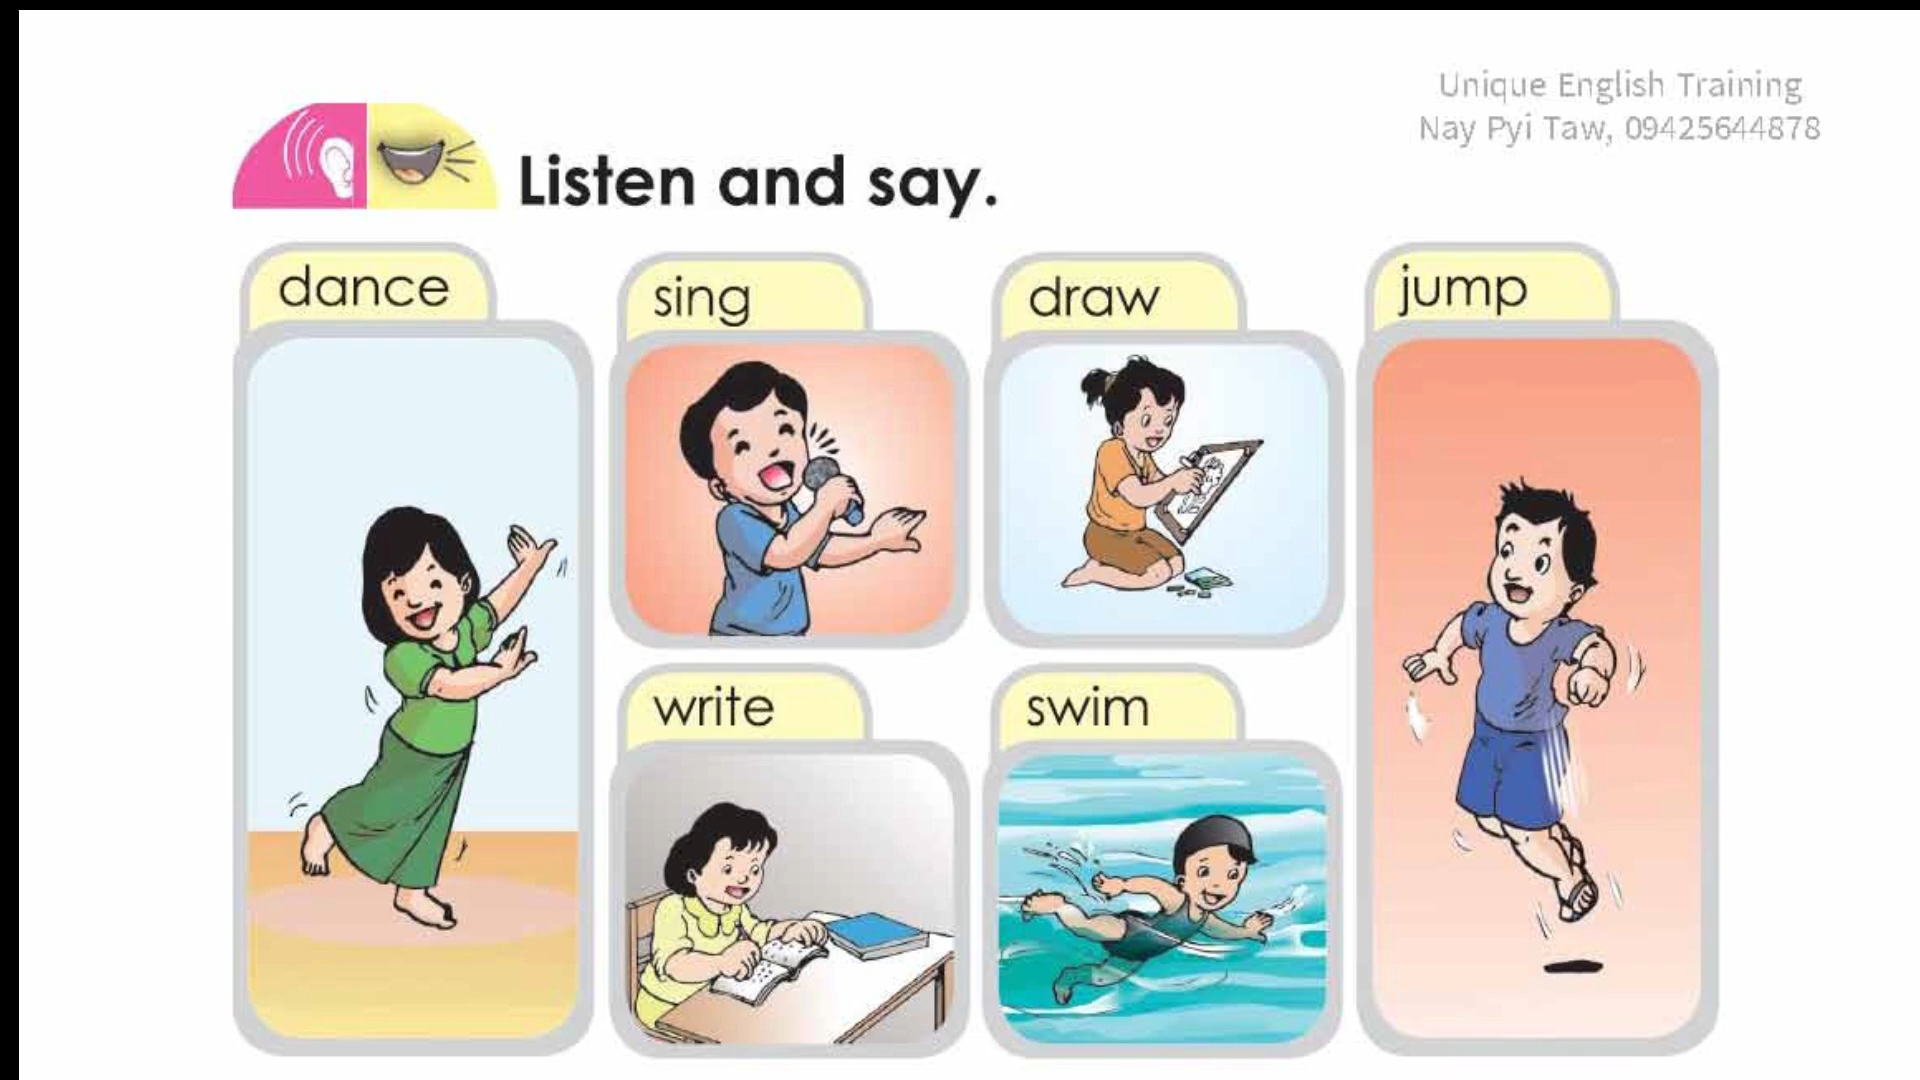 Unique English Training
Nay Pyi Taw, 09425644878
Listen and say.
dance
sing
draw
jump
write
swim